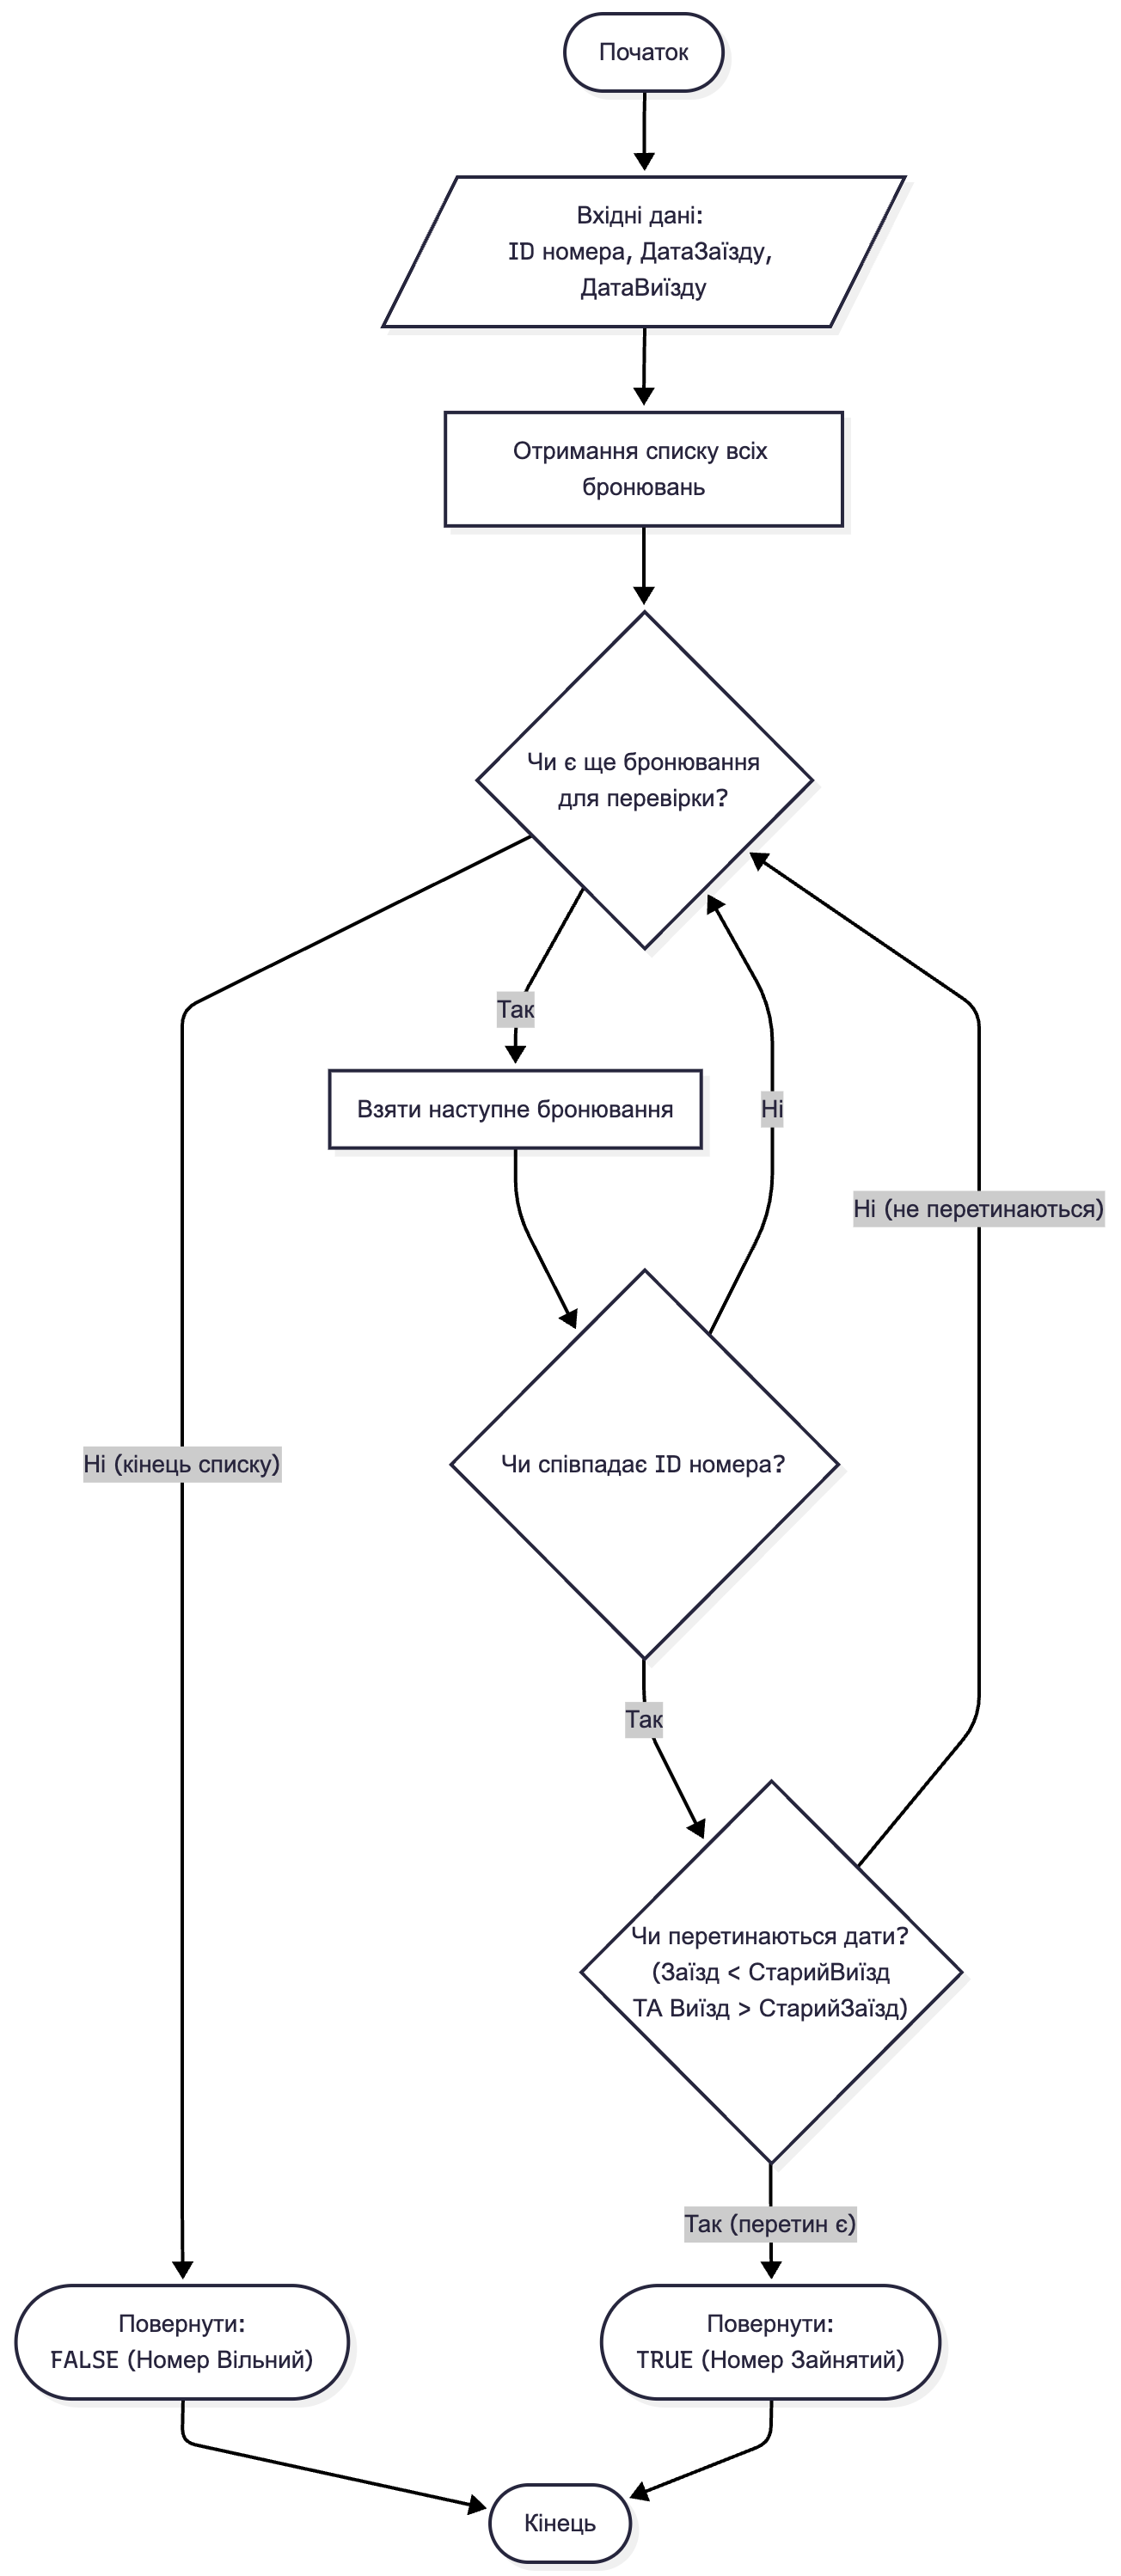 Початок
Вхідні дані:
ID номера, ДатаЗаїзду,
ДатаВиїзду
Отримання списку всіх
бронювань
Чи є ще бронювання
для перевірки?
Так
Взяти наступне бронювання
Ні
Ні (не перетинаються)
Ні (кінець списку)
Чи співпадає ID номера?
Так
Чи перетинаються дати?
(Заїзд < СтарийВиїзд
ТА Виїзд > СтарийЗаїзд)
Так (перетин є)
Повернути:
FALSE (Номер Вільний)
Повернути:
TRUE (Номер Зайнятий)
Кінець